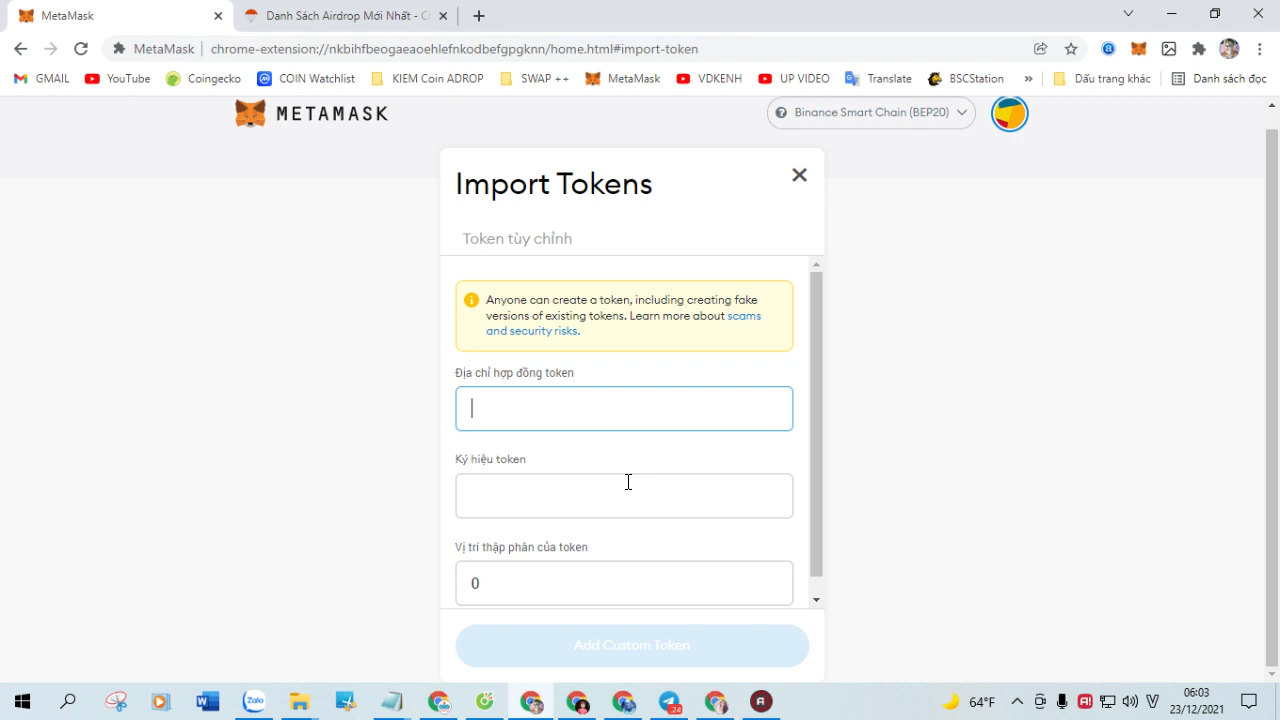 MetaMask
Danh Sách Airdrop Mới Nhất - C
MetaMask
chrome-extension://nkbihfbeogaeaoehlefnkodbefgpgknn/home.html#import-token
GMAIL
YouTube
Coingecko
COIN Watchlist
KIEM Coin ADROP
SWAP ++
MetaMask
VDKENH
UP VIDEO
Translate
BSCStation
»
Dấu trang khác
Danh sách đọc
METAMASK
Binance Smart Chain (BEP20)
Import Tokens
Token tùy chỉnh
Anyone can create a token, including creating fake
versions of existing tokens. Learn more about scams
and security risks.
Địa chỉ hợp đồng token
Ký hiệu token
Vị trí thập phân của token
0
Add Custom Token
Zalo
24
64°F
06:03
23/12/2021